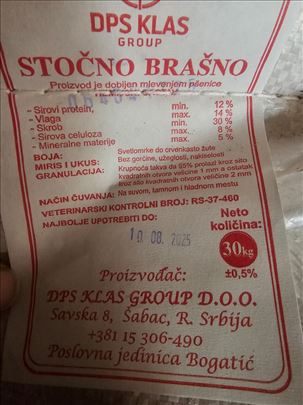 DPS KLAS
GROUP
STOČNO BRAŠNO
Proizvod je dobijen mlevenjem pšenice
- Sirovi protein, min. 12 %
- Vlaga max. 14 %
- Skrob min. 30 %
- Sirova celuloza max. 8 %
- Mineralne materije max. 5 %
BOJA: Svetlomrke do crvenkasto žute
MIRIS I UKUS: Bez gorčine, užeglosti, nakiselosti
GRANULACIJA: Krupnoća takva da 95% prolazi kroz sito
kvadratnih otvora veličine 1 mm a ostatak
kroz sito kvadratnih otvora veličine 2 mm
NAČIN ČUVANJA: Na suvom, tamnom i hladnom mestu
VETERINARSKI KONTROLNI BROJ: RS-37-460
NAJBOLJE UPOTREBITI DO:
10 08. 2025
Neto
količina:
30kg
±0,5%
Proizvođač:
DPS KLAS GROUP D.O.O.
Savska 8, Šabac, R. Srbija
+381 15 306-490
Poslovna jedinica Bogatić